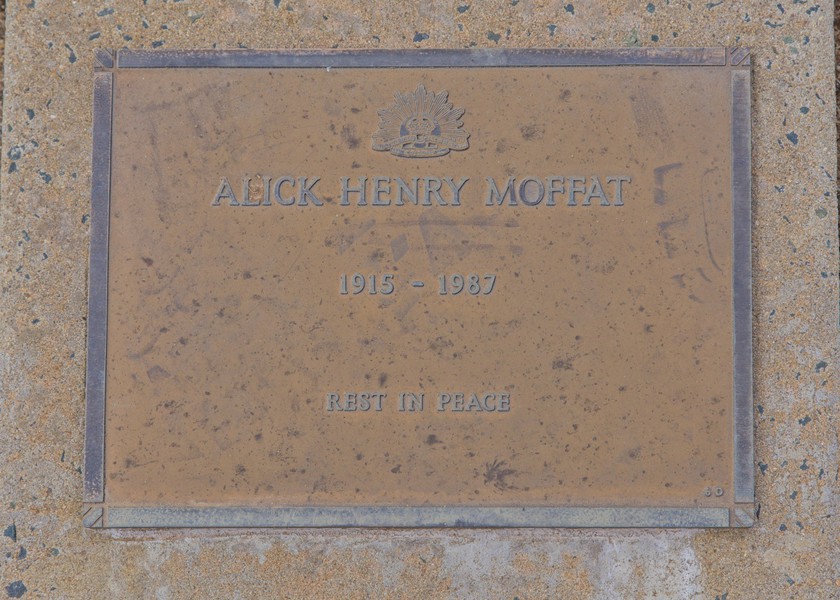 ALICK HENRY MOFFAT
1915 - 1987
REST IN PEACE